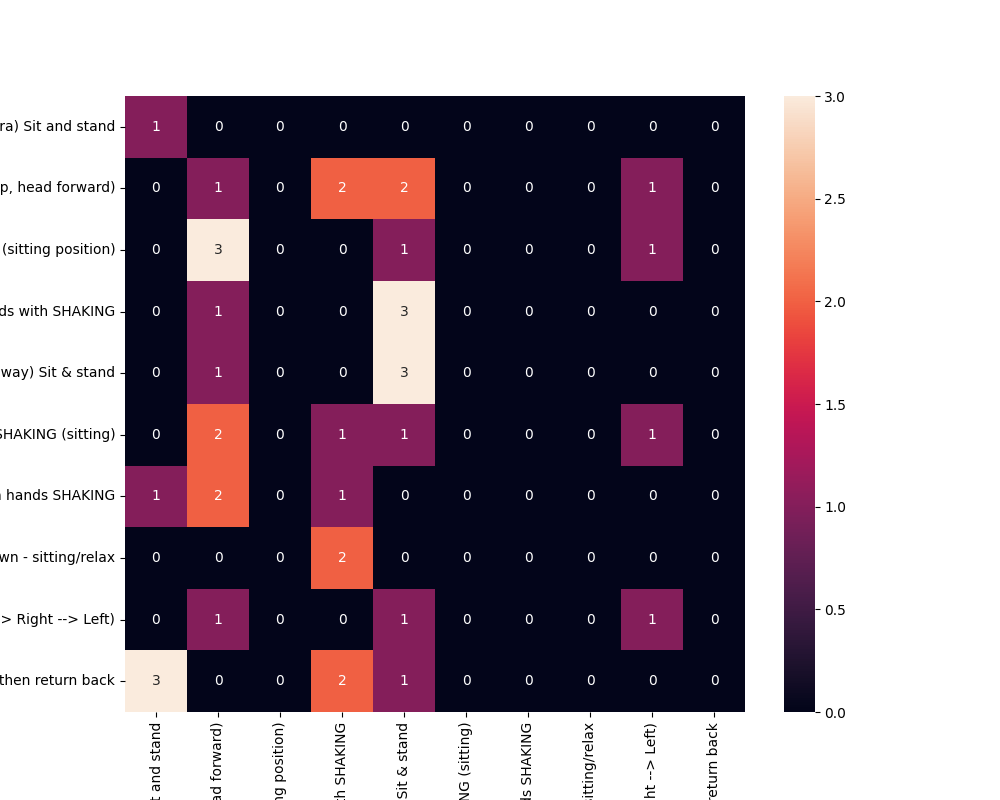 ra) Sit and stand 1 0 0 0 0 0 0 0 0 0
p, head forward) 0 1 0 2 2 0 0 0 1 0
(sitting position) 0 3 0 0 1 0 0 0 1 0
ds with SHAKING 0 1 0 0 3 0 0 0 0 0
way) Sit & stand 0 1 0 0 3 0 0 0 0 0
SHAKING (sitting) 0 2 0 1 1 0 0 0 1 0
hands SHAKING 1 2 0 1 0 0 0 0 0 0
wn - sitting/relax 0 0 0 2 0 0 0 0 0 0
> Right --> Left) 0 1 0 0 1 0 0 0 1 0
then return back 3 0 0 2 1 0 0 0 0 0
t and stand
ad forward)
ng position)
th SHAKING
Sit & stand
NG (sitting)
ds SHAKING
sitting/relax
ht --> Left)
return back
3.0
2.5
2.0
1.5
1.0
0.5
0.0